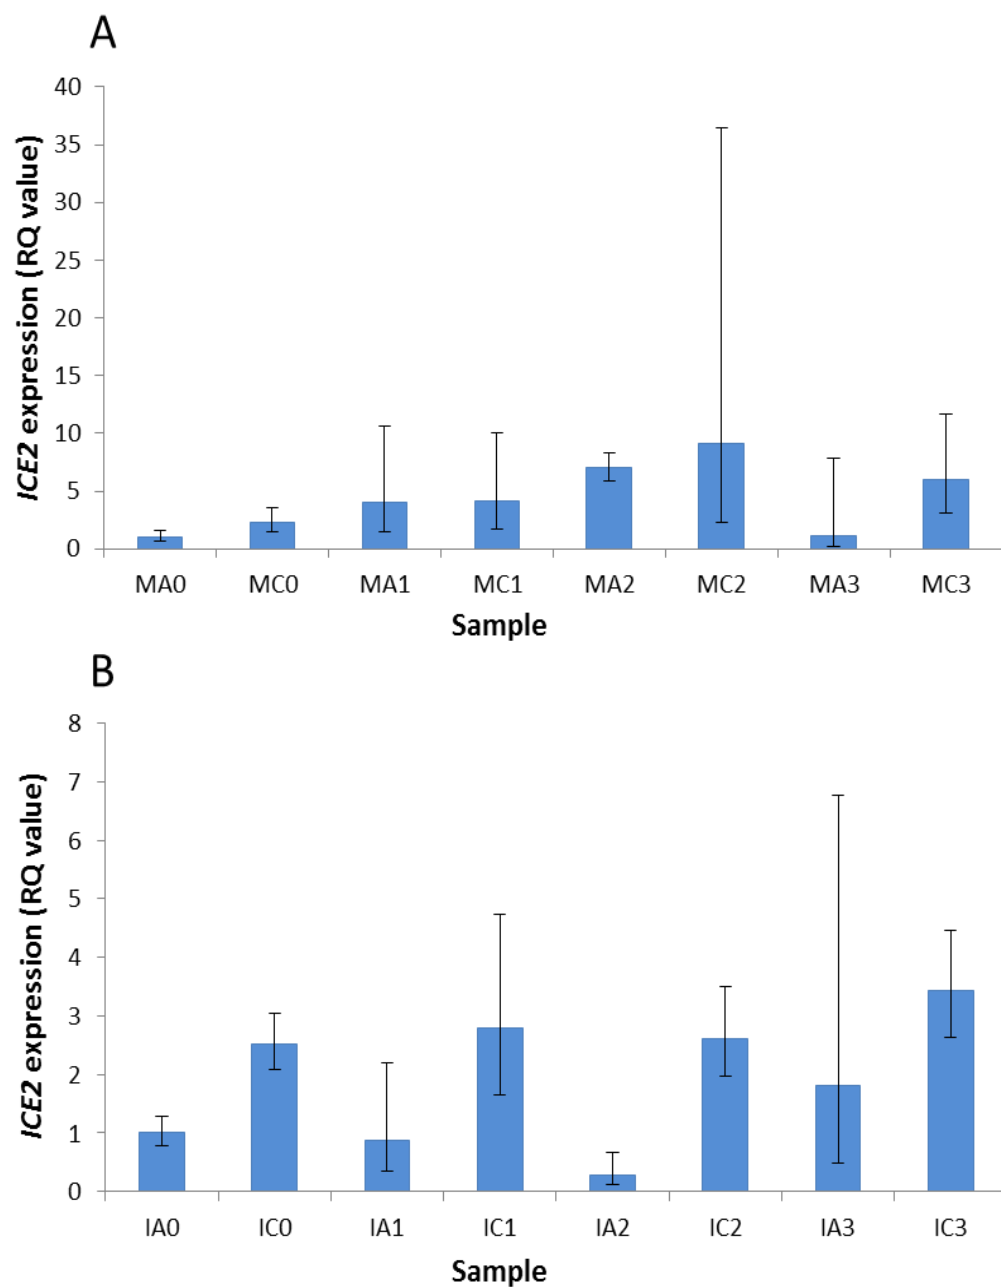 A
40
35
30
25
20
15
10
5
0
ICE2 expression (RQ value)
MA0 MC0 MA1 MC1 MA2 MC2 MA3 MC3
Sample
B
8
7
6
5
4
3
2
1
0
ICE2 expression (RQ value)
IA0 IC0 IA1 IC1 IA2 IC2 IA3 IC3
Sample